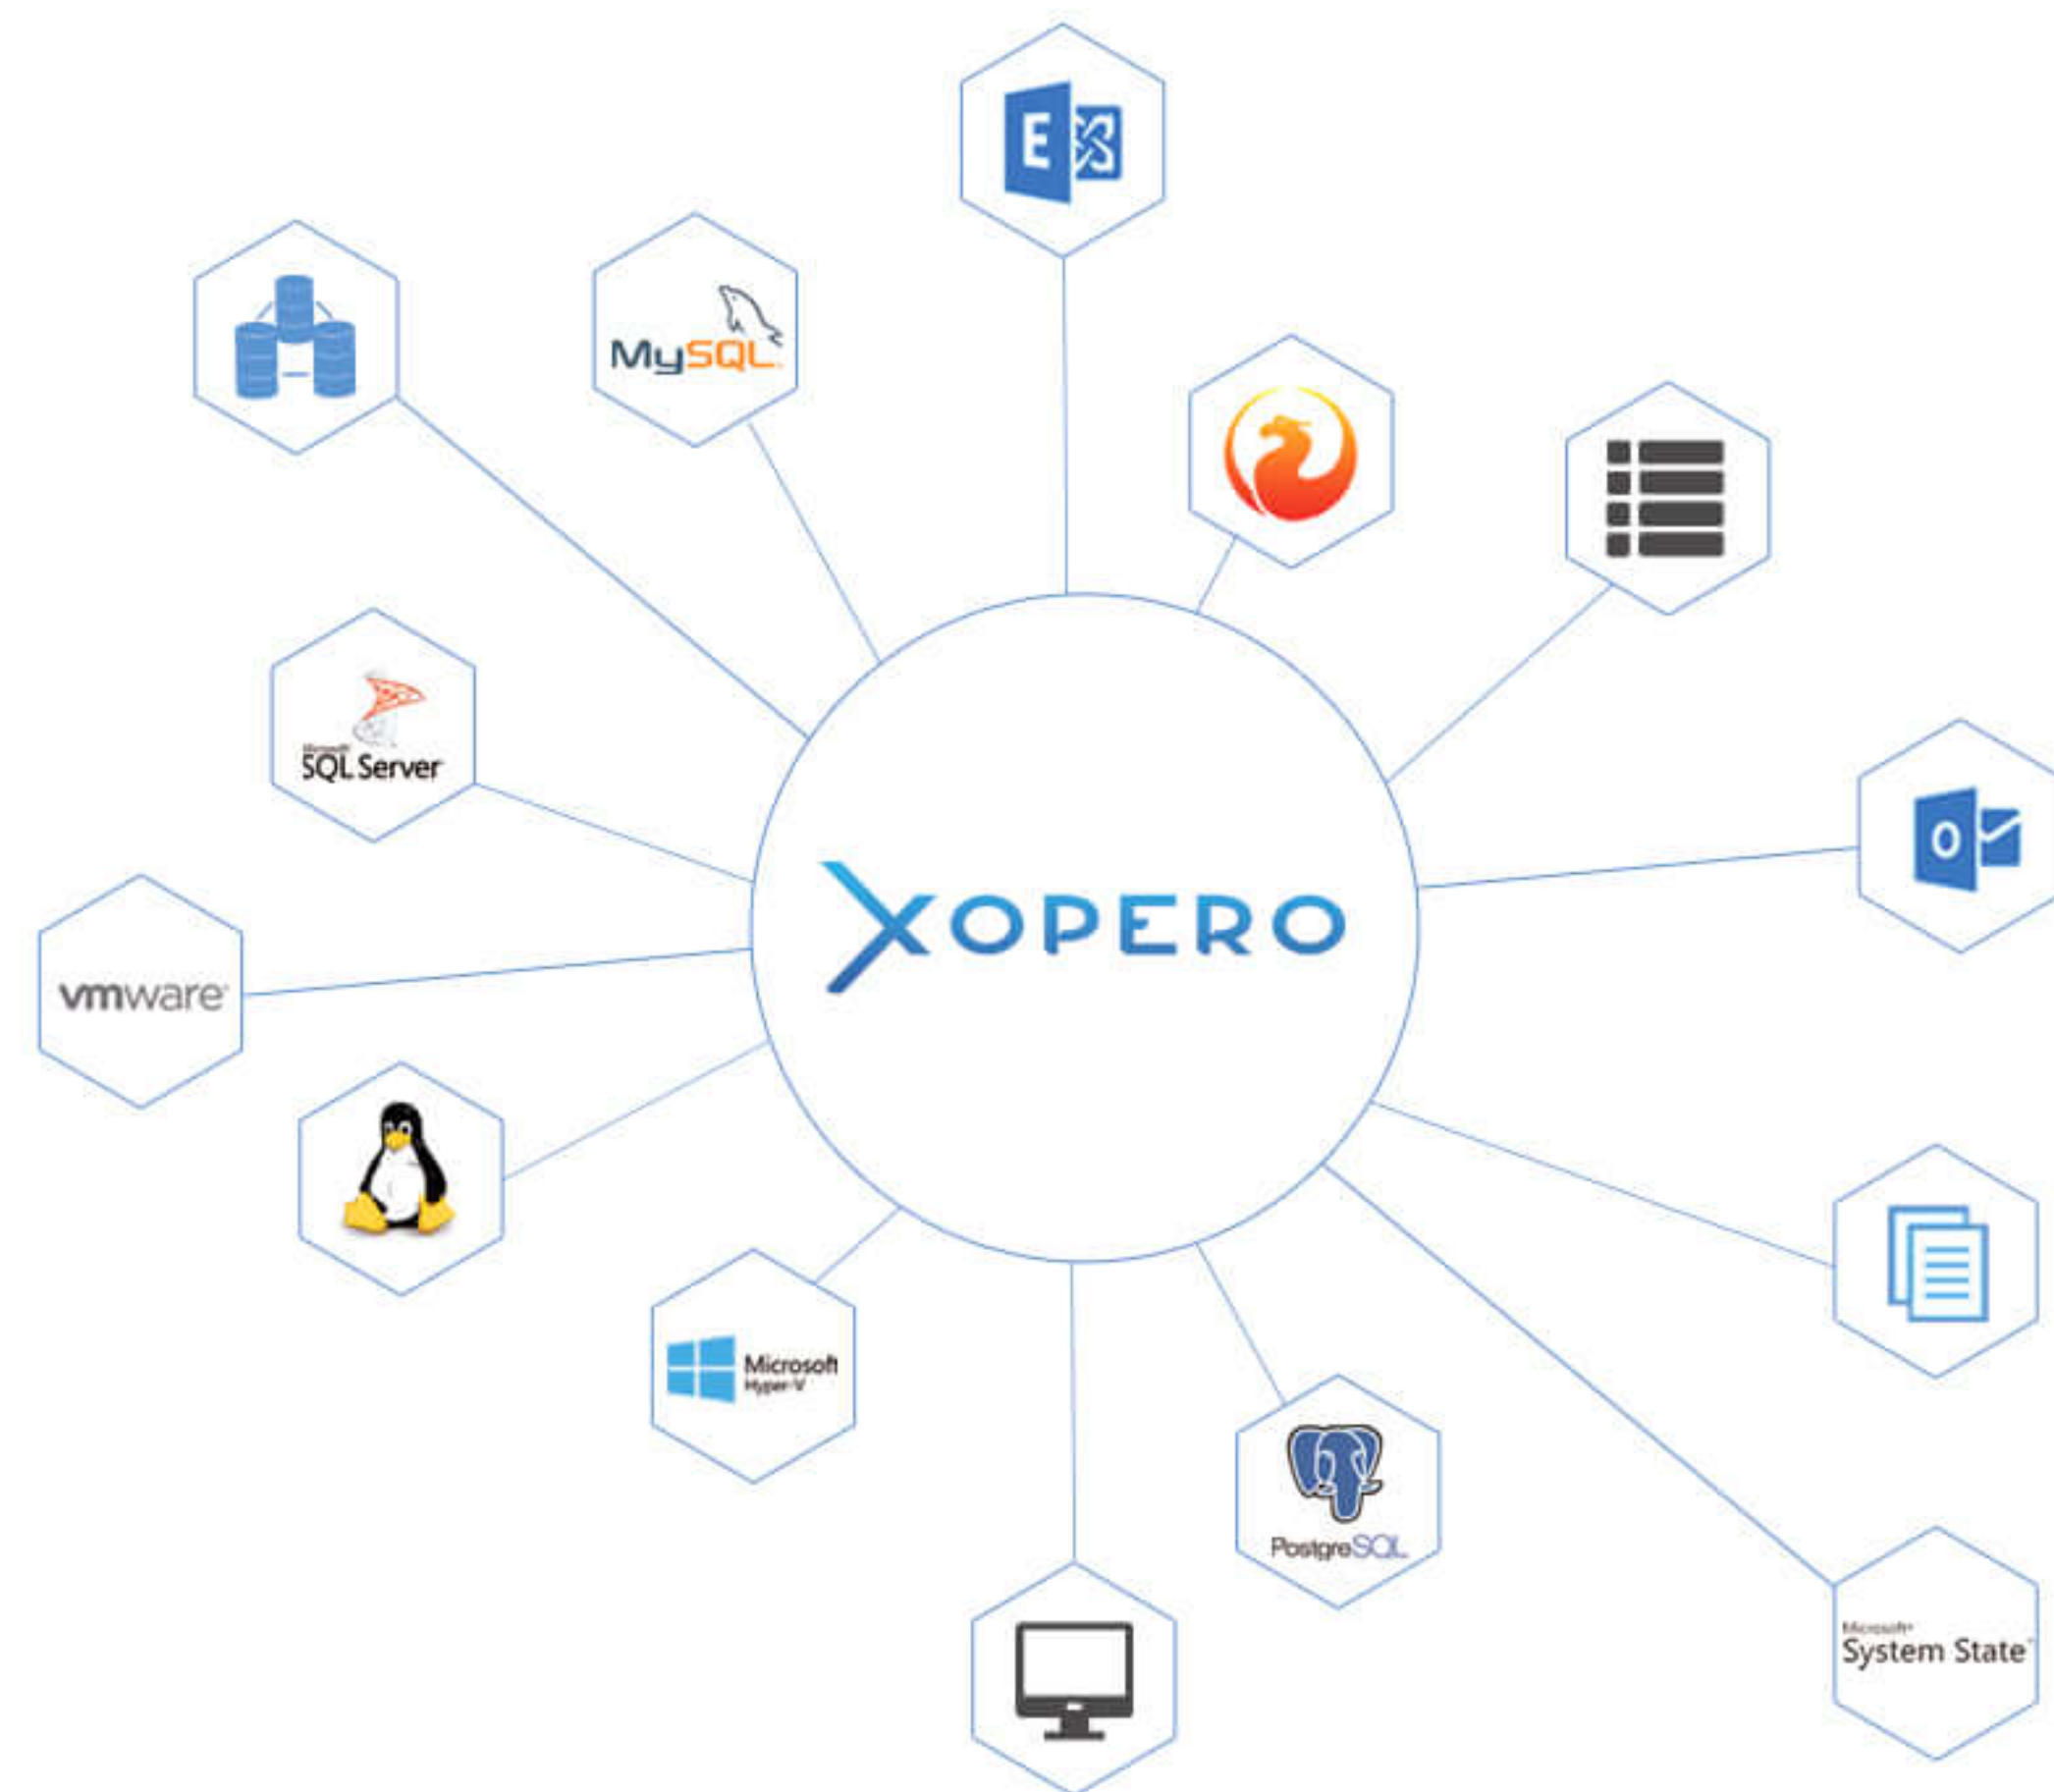 E
MySQL
Microsoft
SQL Server
O
XOPERO
vmware
Microsoft
Hyper-V
PostgreSQL
Microsoft
System State